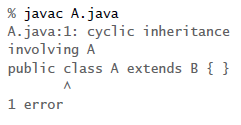 % javac A.java
A.java:1: cyclic inheritance
involving A
public class A extends B { }
       ^
1 error